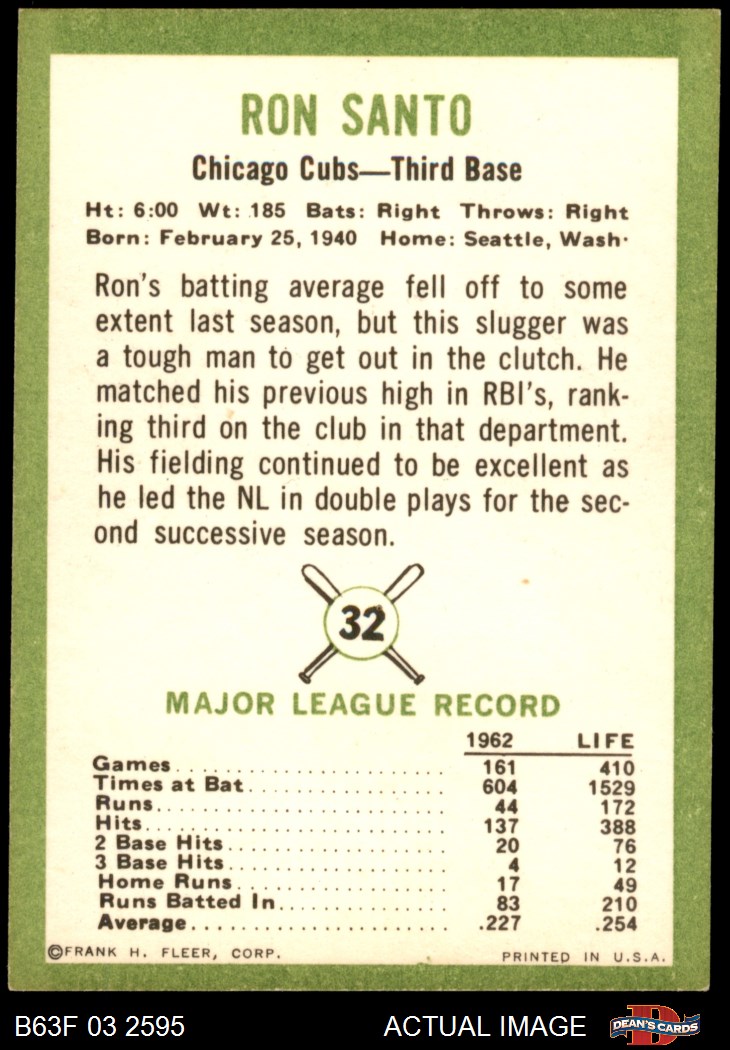 RON SANTO
Chicago Cubs—Third Base
Ht: 6:00 Wt: 185 Bats: Right Throws: Right
Born: February 25, 1940 Home: Seattle, Wash.
Ron's batting average fell off to some
extent last season, but this slugger was
a tough man to get out in the clutch. He
matched his previous high in RBI's, rank-
ing third on the club in that department.
His fielding continued to be excellent as
he led the NL in double plays for the sec-
ond successive season.
32
MAJOR LEAGUE RECORD
1962 LIFE
Games 161 410
Times at Bat 604 1529
Runs 44 172
Hits 137 388
2 Base Hits 20 76
3 Base Hits 4 12
Home Runs 17 49
Runs Batted In 83 210
Average .227 .254
©FRANK H. FLEER, CORP. PRINTED IN U.S.A.
B63F 03 2595 ACTUAL IMAGE D DEAN'S CARDS